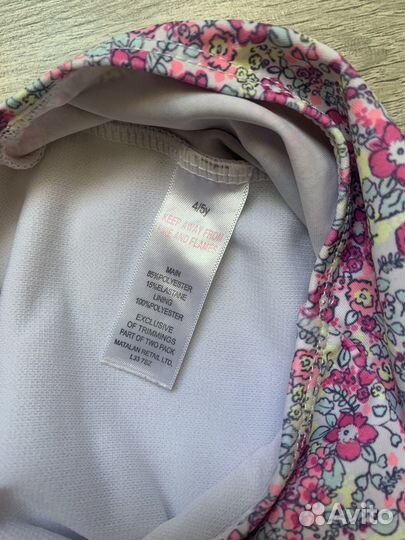 4/5y
KEEP AWAY FROM
FIRE AND FLAMES
MAIN
85%POLYESTER
15%ELASTANE
LINING
100%POLYESTER
EXCLUSIVE
OF TRIMMINGS
PART OF TWO PACK
MATALAN RETAIL LTD.
L33 7SZ
Avito